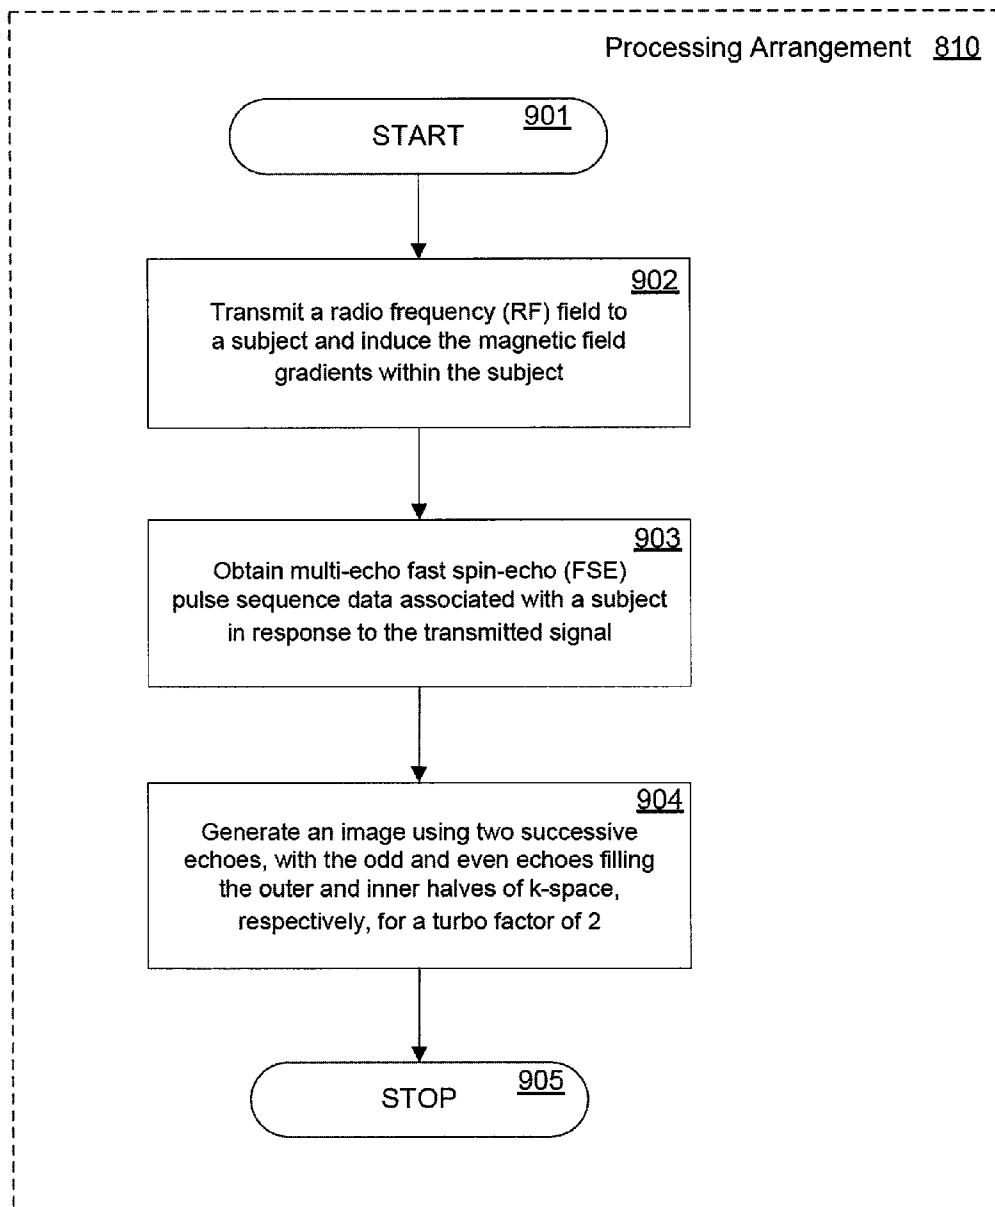 Processing Arrangement 810
901
START
902
Transmit a radio frequency (RF) field to
a subject and induce the magnetic field
gradients within the subject
903
Obtain multi-echo fast spin-echo (FSE)
pulse sequence data associated with a subject
in response to the transmitted signal
904
Generate an image using two successive
echoes, with the odd and even echoes filling
the outer and inner halves of k-space,
respectively, for a turbo factor of 2
905
STOP